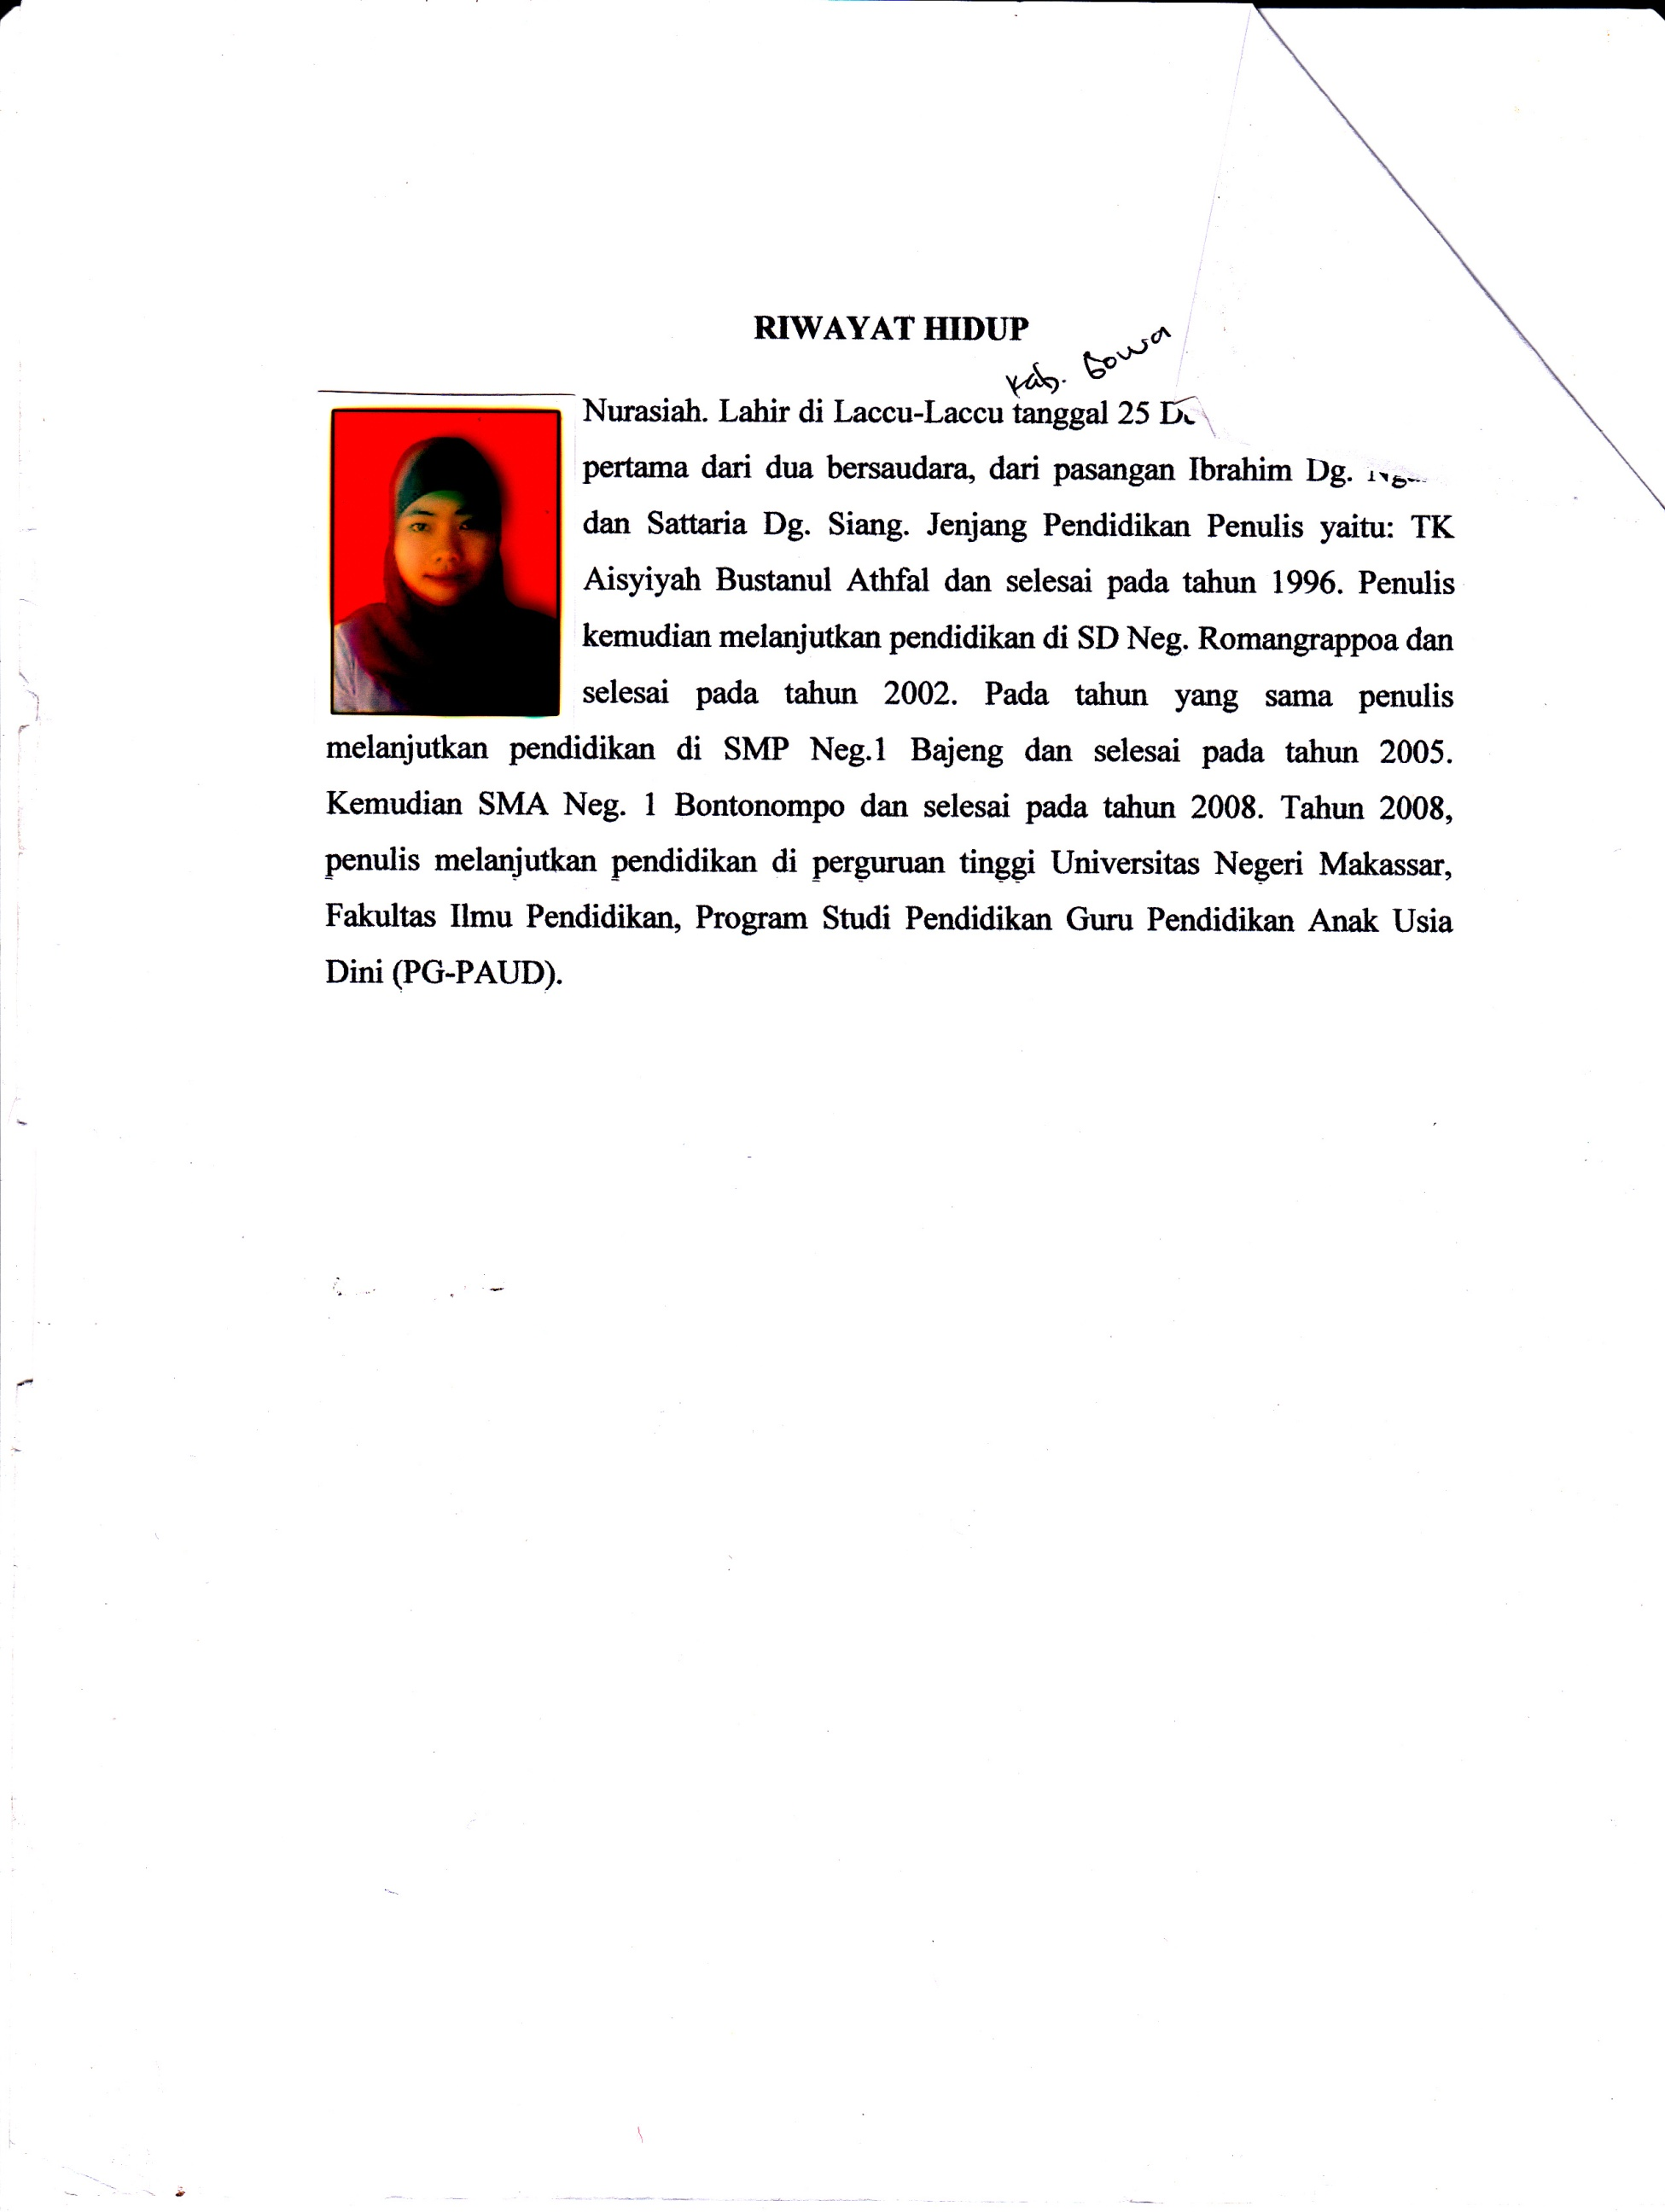 RIWAYAT HIDUP
Kab. Gowa
Nurasiah. Lahir di Laccu-Laccu tanggal 25
pertama dari dua bersaudara, dari pasangan Ibrahim Dg.
dan Sattaria Dg. Siang. Jenjang Pendidikan Penulis yaitu: TK
Aisyiyah Bustanul Athfal dan selesai pada tahun 1996. Penulis
kemudian melanjutkan pendidikan di SD Neg. Romangrappoa dan
selesai pada tahun 2002. Pada tahun yang sama penulis
melanjutkan pendidikan di SMP Neg.1 Bajeng dan selesai pada tahun 2005.
Kemudian SMA Neg. 1 Bontonompo dan selesai pada tahun 2008. Tahun 2008,
penulis melanjutkan pendidikan di perguruan tinggi Universitas Negeri Makassar,
Fakultas Ilmu Pendidikan, Program Studi Pendidikan Guru Pendidikan Anak Usia
Dini (PG-PAUD).